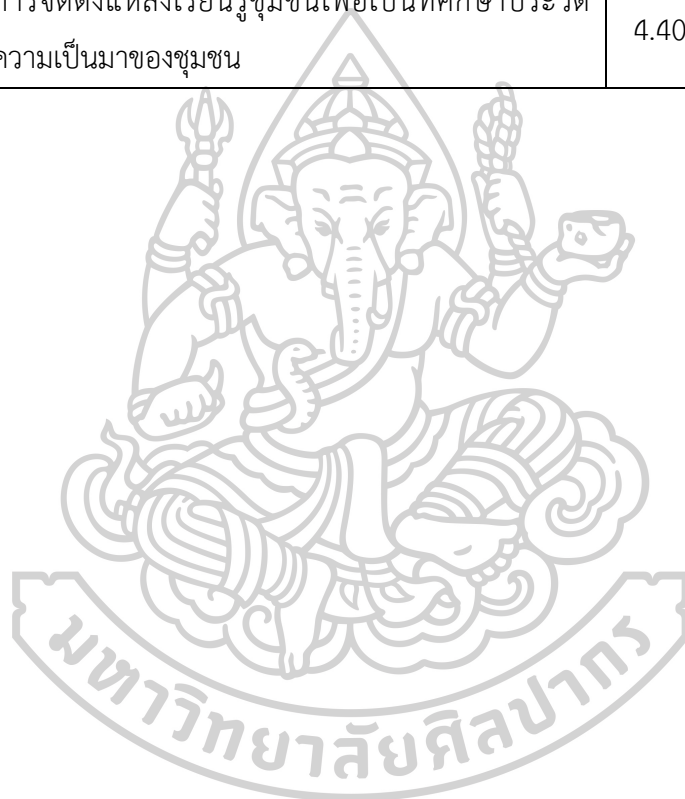 การจัดตั้งแหล่งเรียนรู้ชุมชนเพื่อเป็นที่ศึกษาประวัติ
ความเป็นมาของชุมชน
4.40
มหาวิทยาลัยศิลปากร